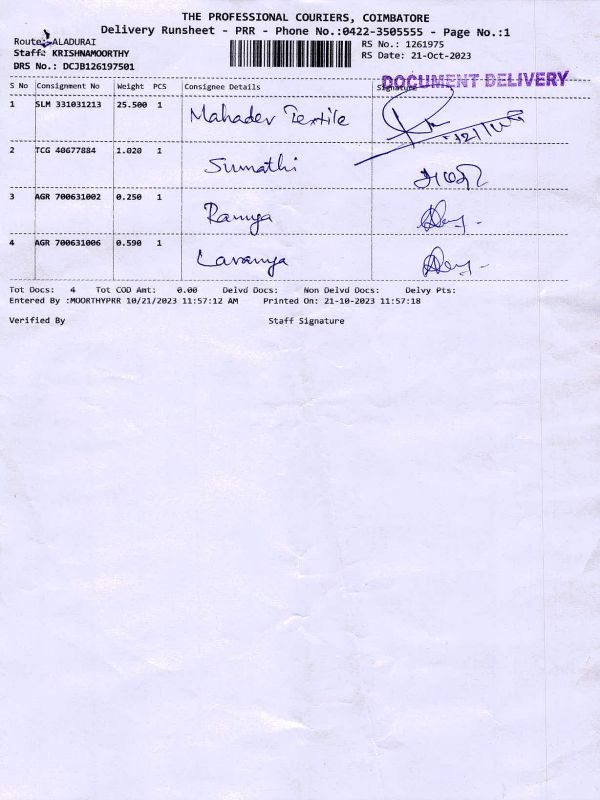 THE PROFESSIONAL COURIERS, COIMBATORE
Delivery Runsheet - PRR - Phone No.:0422-3505555 - Page No.:1
Route: ALADURAI
RS No.: 1261975
Staff: KRISHNAMOORTHY
RS Date: 21-Oct-2023
DRS No.: DCJB126197501
DOCUMENT DELIVERY
S No Consignment No Weight PCS Consignee Details Signature
1 SLM 331031213 25.500 1 Mahadev Textile
2 TCG 40677884 1.020 1 Sumathi
3 AGR 700631002 0.250 1 Ramya
4 AGR 700631006 0.590 1 Lavanya
Tot Docs: 4 Tot COD Amt: 0.00 Delvd Docs: Non Delvd Docs: Delvy Pts:
Entered By :MOORTHYPRR 10/21/2023 11:57:12 AM Printed On: 21-10-2023 11:57:18
Verified By Staff Signature